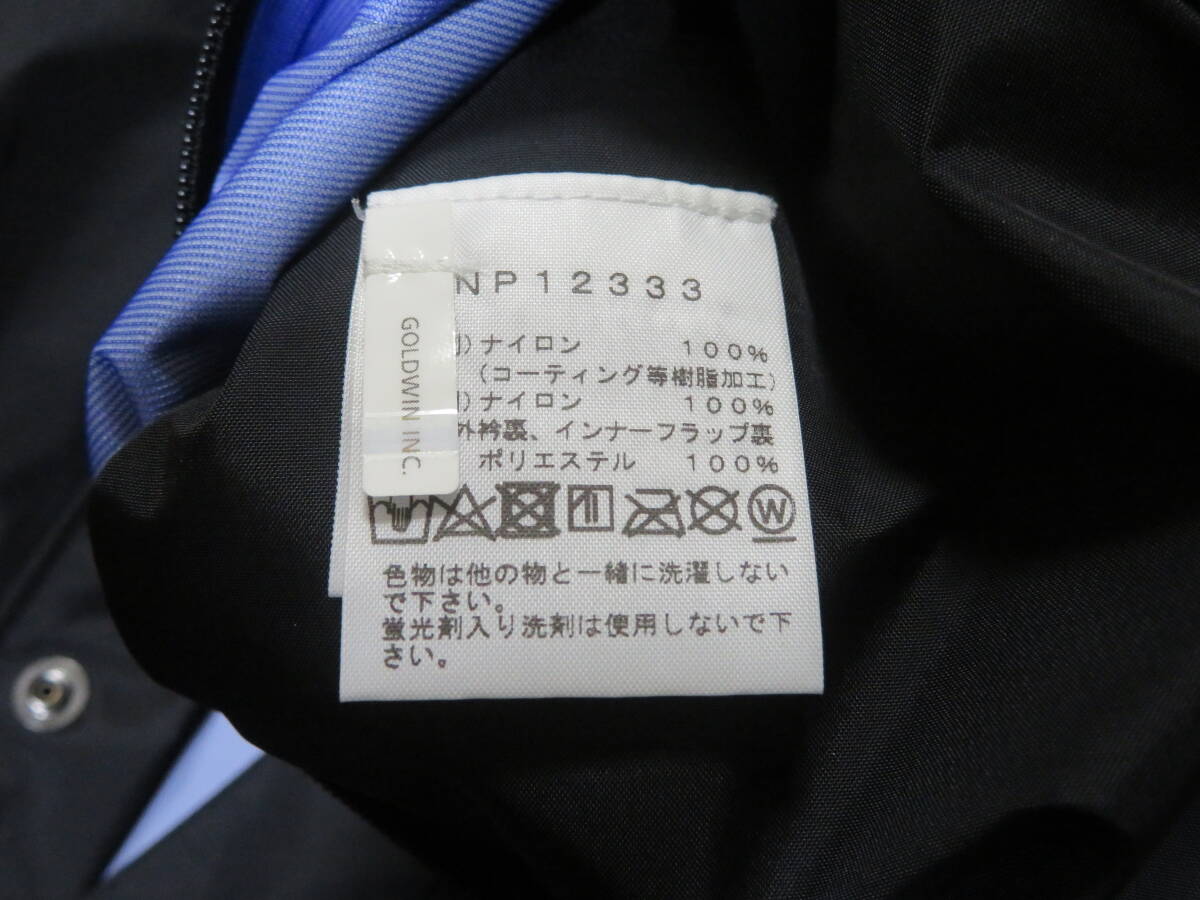 NP12333
GOLDWIN INC.
)ナイロン 100%
(コーティング等樹脂加工)
)ナイロン 100%
外衿裏、インナーフラップ裏
ポリエステル 100%
W
色物は他の物と一緒に洗濯しない
で下さい。
蛍光剤入り洗剤は使用しないで下
さい。